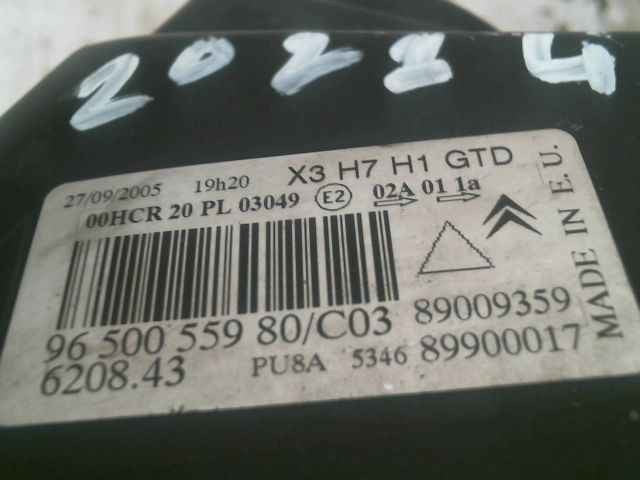 20224
27/09/2005 19h20 X3 H7 H1 GTD
00HCR 20 PL 03049 E2 02A 01 1a
96 500 559 80/C03 89009359
6208.43 PU8A 5346 89900017
MADE IN E.U.